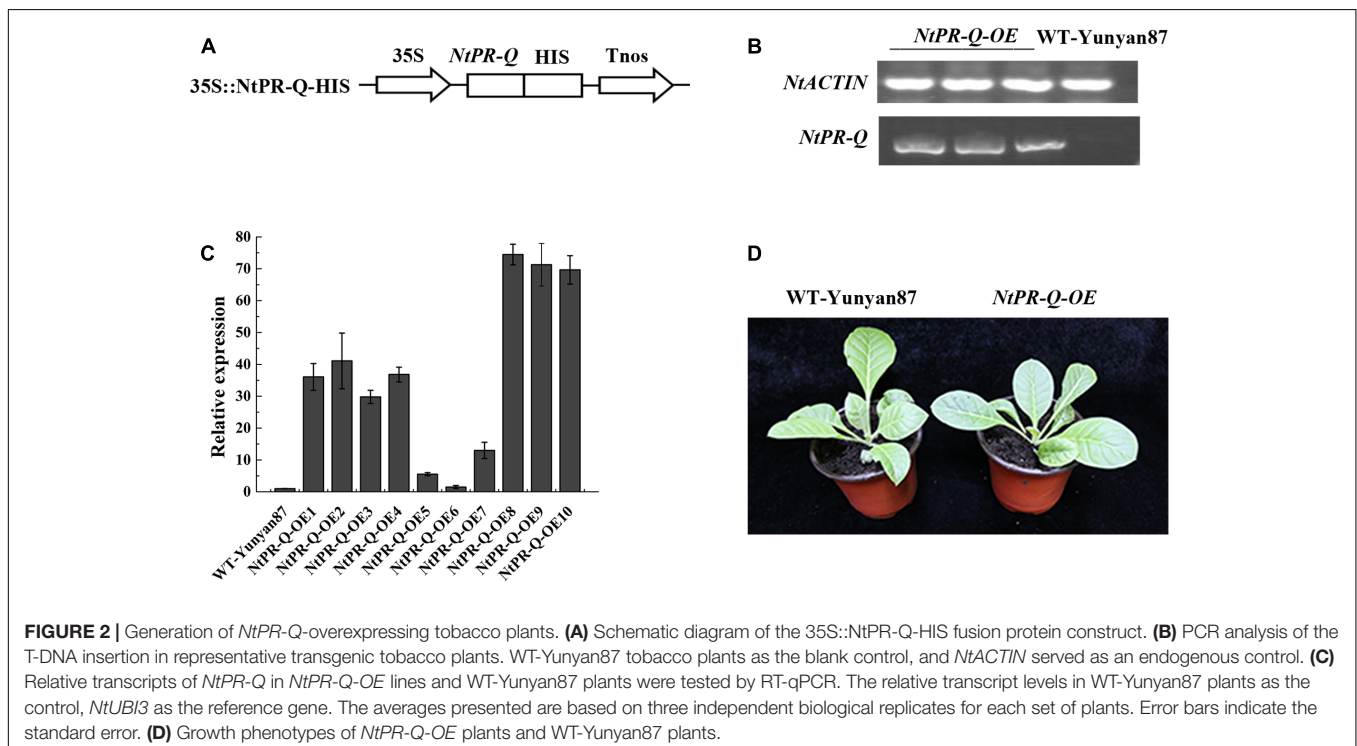 A
35S NtPR-Q HIS Tnos
35S::NtPR-Q-HIS
B
NtPR-Q-OE WT-Yunyan87
NtACTIN
NtPR-Q
C
Relative expression
80
70
60
50
40
30
20
10
0
WT-Yunyan87
NtPR-Q-OE1
NtPR-Q-OE2
NtPR-Q-OE3
NtPR-Q-OE4
NtPR-Q-OE5
NtPR-Q-OE6
NtPR-Q-OE7
NtPR-Q-OE8
NtPR-Q-OE9
NtPR-Q-OE10
D
WT-Yunyan87 NtPR-Q-OE
FIGURE 2 | Generation of NtPR-Q-overexpressing tobacco plants. (A) Schematic diagram of the 35S::NtPR-Q-HIS fusion protein construct. (B) PCR analysis of the
T-DNA insertion in representative transgenic tobacco plants. WT-Yunyan87 tobacco plants as the blank control, and NtACTIN served as an endogenous control. (C)
Relative transcripts of NtPR-Q in NtPR-Q-OE lines and WT-Yunyan87 plants were tested by RT-qPCR. The relative transcript levels in WT-Yunyan87 plants as the
control, NtUBI3 as the reference gene. The averages presented are based on three independent biological replicates for each set of plants. Error bars indicate the
standard error. (D) Growth phenotypes of NtPR-Q-OE plants and WT-Yunyan87 plants.